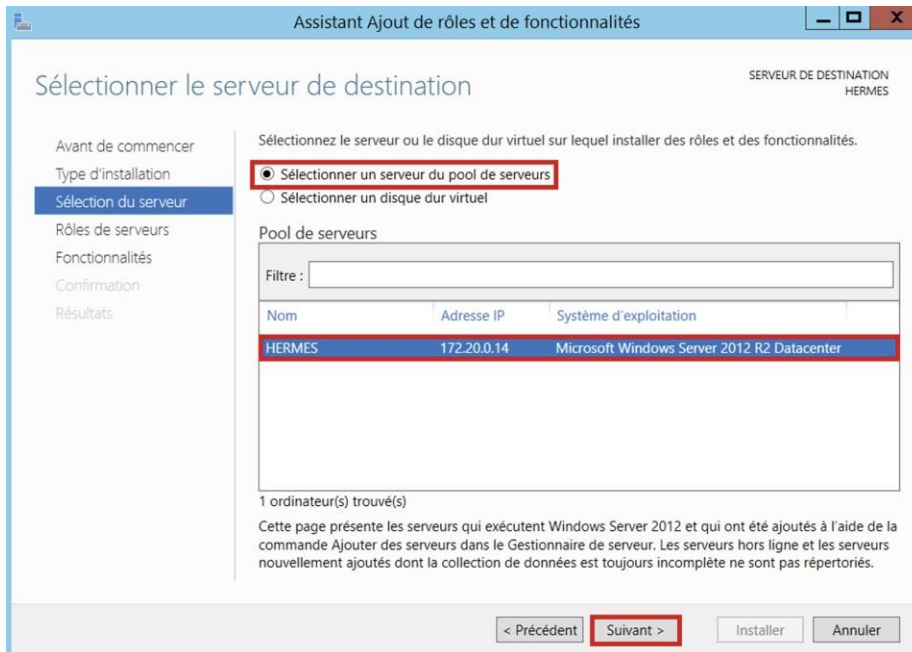 Assistant Ajout de rôles et de fonctionnalités
X
Sélectionner le serveur de destination
SERVEUR DE DESTINATION
HERMES
Avant de commencer
Type d'installation
Sélection du serveur
Rôles de serveurs
Fonctionnalités
Confirmation
Résultats
Sélectionnez le serveur ou le disque dur virtuel sur lequel installer des rôles et des fonctionnalités.
Sélectionner un serveur du pool de serveurs
Sélectionner un disque dur virtuel
Pool de serveurs
Filtre :
Nom Adresse IP Système d'exploitation
HERMES 172.20.0.14 Microsoft Windows Server 2012 R2 Datacenter
1 ordinateur(s) trouvé(s)
Cette page présente les serveurs qui exécutent Windows Server 2012 et qui ont été ajoutés à l'aide de la
commande Ajouter des serveurs dans le Gestionnaire de serveur. Les serveurs hors ligne et les serveurs
nouvellement ajoutés dont la collection de données est toujours incomplète ne sont pas répertoriés.
< Précédent Suivant > Installer Annuler